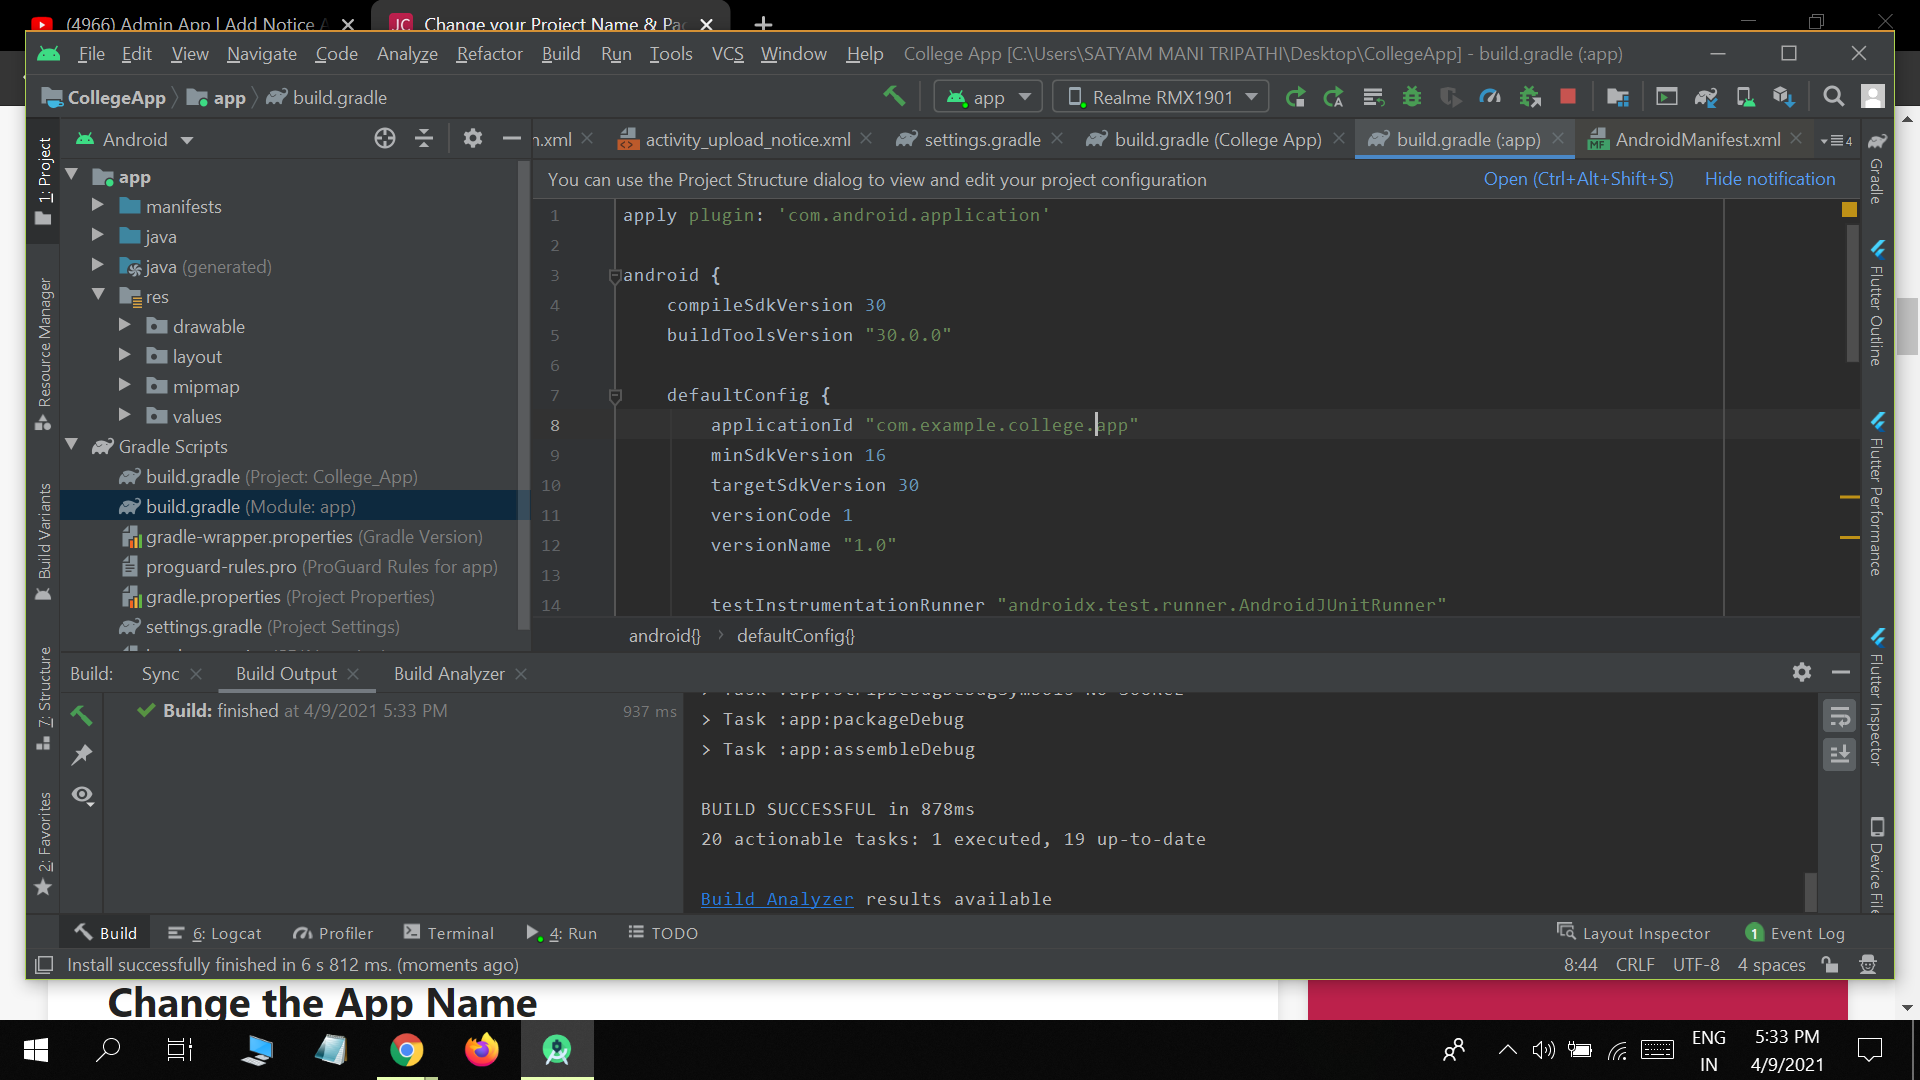 (4966) Admin App | Add Notice A
Change your Project Name & Pac
File Edit View Navigate Code Analyze Refactor Build Run Tools VCS Window Help College App [C:\Users\SATYAM MANI TRIPATHI\Desktop\CollegeApp] - build.gradle (:app)
CollegeApp app build.gradle
app Realme RMX1901
Android
n.xml activity_upload_notice.xml settings.gradle build.gradle (College App) build.gradle (:app) AndroidManifest.xml 4
You can use the Project Structure dialog to view and edit your project configuration Open (Ctrl+Alt+Shift+S) Hide notification
1: Project
Resource Manager
Build Variants
7: Structure
2: Favorites
app
manifests
java
java (generated)
res
drawable
layout
mipmap
values
Gradle Scripts
build.gradle (Project: College_App)
build.gradle (Module: app)
gradle-wrapper.properties (Gradle Version)
proguard-rules.pro (ProGuard Rules for app)
gradle.properties (Project Properties)
settings.gradle (Project Settings)
1 apply plugin: 'com.android.application'
2
3 android {
4 compileSdkVersion 30
5 buildToolsVersion "30.0.0"
6
7 defaultConfig {
8 applicationId "com.example.college.app"
9 minSdkVersion 16
10 targetSdkVersion 30
11 versionCode 1
12 versionName "1.0"
13
14 testInstrumentationRunner "androidx.test.runner.AndroidJUnitRunner"
android{} › defaultConfig{}
Gradle
Flutter Outline
Flutter Performance
Flutter Inspector
Device File
Build: Sync Build Output Build Analyzer
Build: finished at 4/9/2021 5:33 PM 937 ms
> Task :app:stripDebugDebugSymbols NO-SOURCE
> Task :app:packageDebug
> Task :app:assembleDebug
BUILD SUCCESSFUL in 878ms
20 actionable tasks: 1 executed, 19 up-to-date
Build Analyzer results available
Build 6: Logcat Profiler Terminal 4: Run TODO Layout Inspector 1 Event Log
Install successfully finished in 6 s 812 ms. (moments ago) 8:44 CRLF UTF-8 4 spaces
Change the App Name
ENG
IN
5:33 PM
4/9/2021